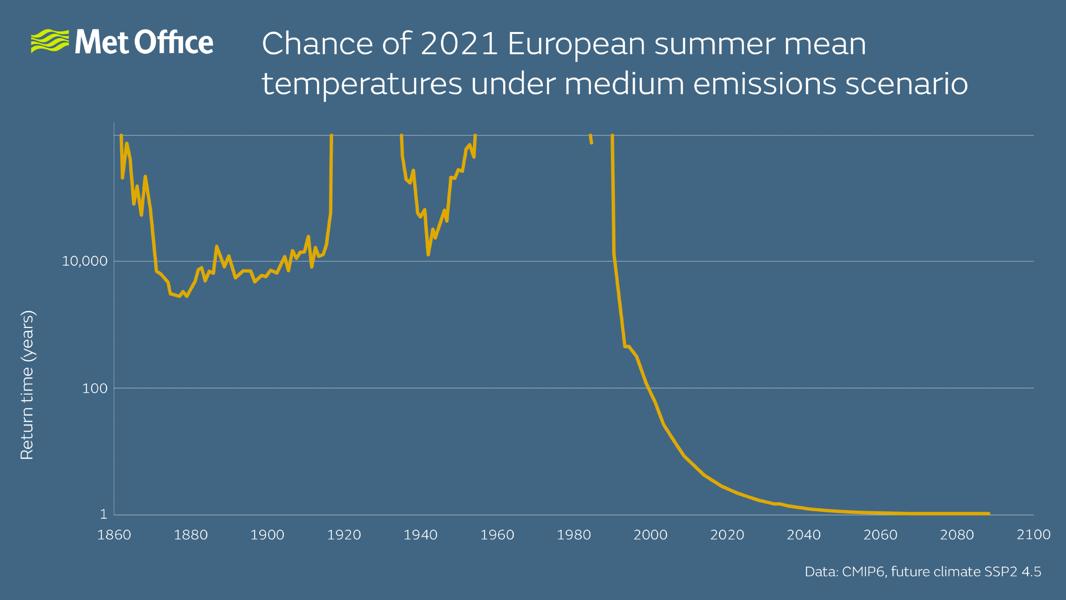 Met Office
Chance of 2021 European summer mean
temperatures under medium emissions scenario
Return time (years)
10,000
100
1
1860 1880 1900 1920 1940 1960 1980 2000 2020 2040 2060 2080 2100
Data: CMIP6, future climate SSP2 4.5